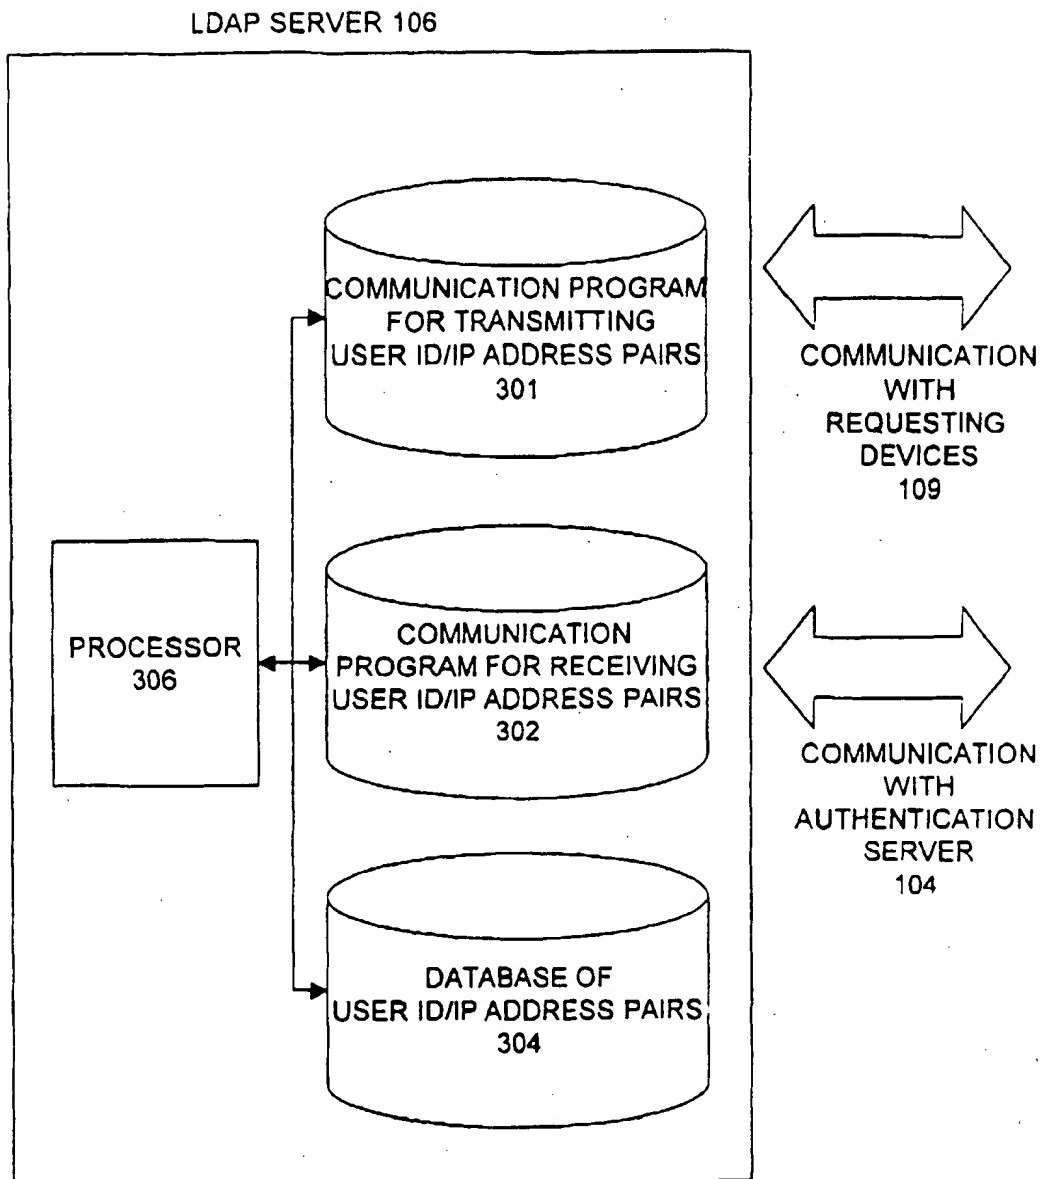 LDAP SERVER 106
COMMUNICATION PROGRAM
FOR TRANSMITTING
USER ID/IP ADDRESS PAIRS
301
COMMUNICATION
WITH
REQUESTING
DEVICES
109
PROCESSOR
306
COMMUNICATION
PROGRAM FOR RECEIVING
USER ID/IP ADDRESS PAIRS
302
COMMUNICATION
WITH
AUTHENTICATION
SERVER
104
DATABASE OF
USER ID/IP ADDRESS PAIRS
304